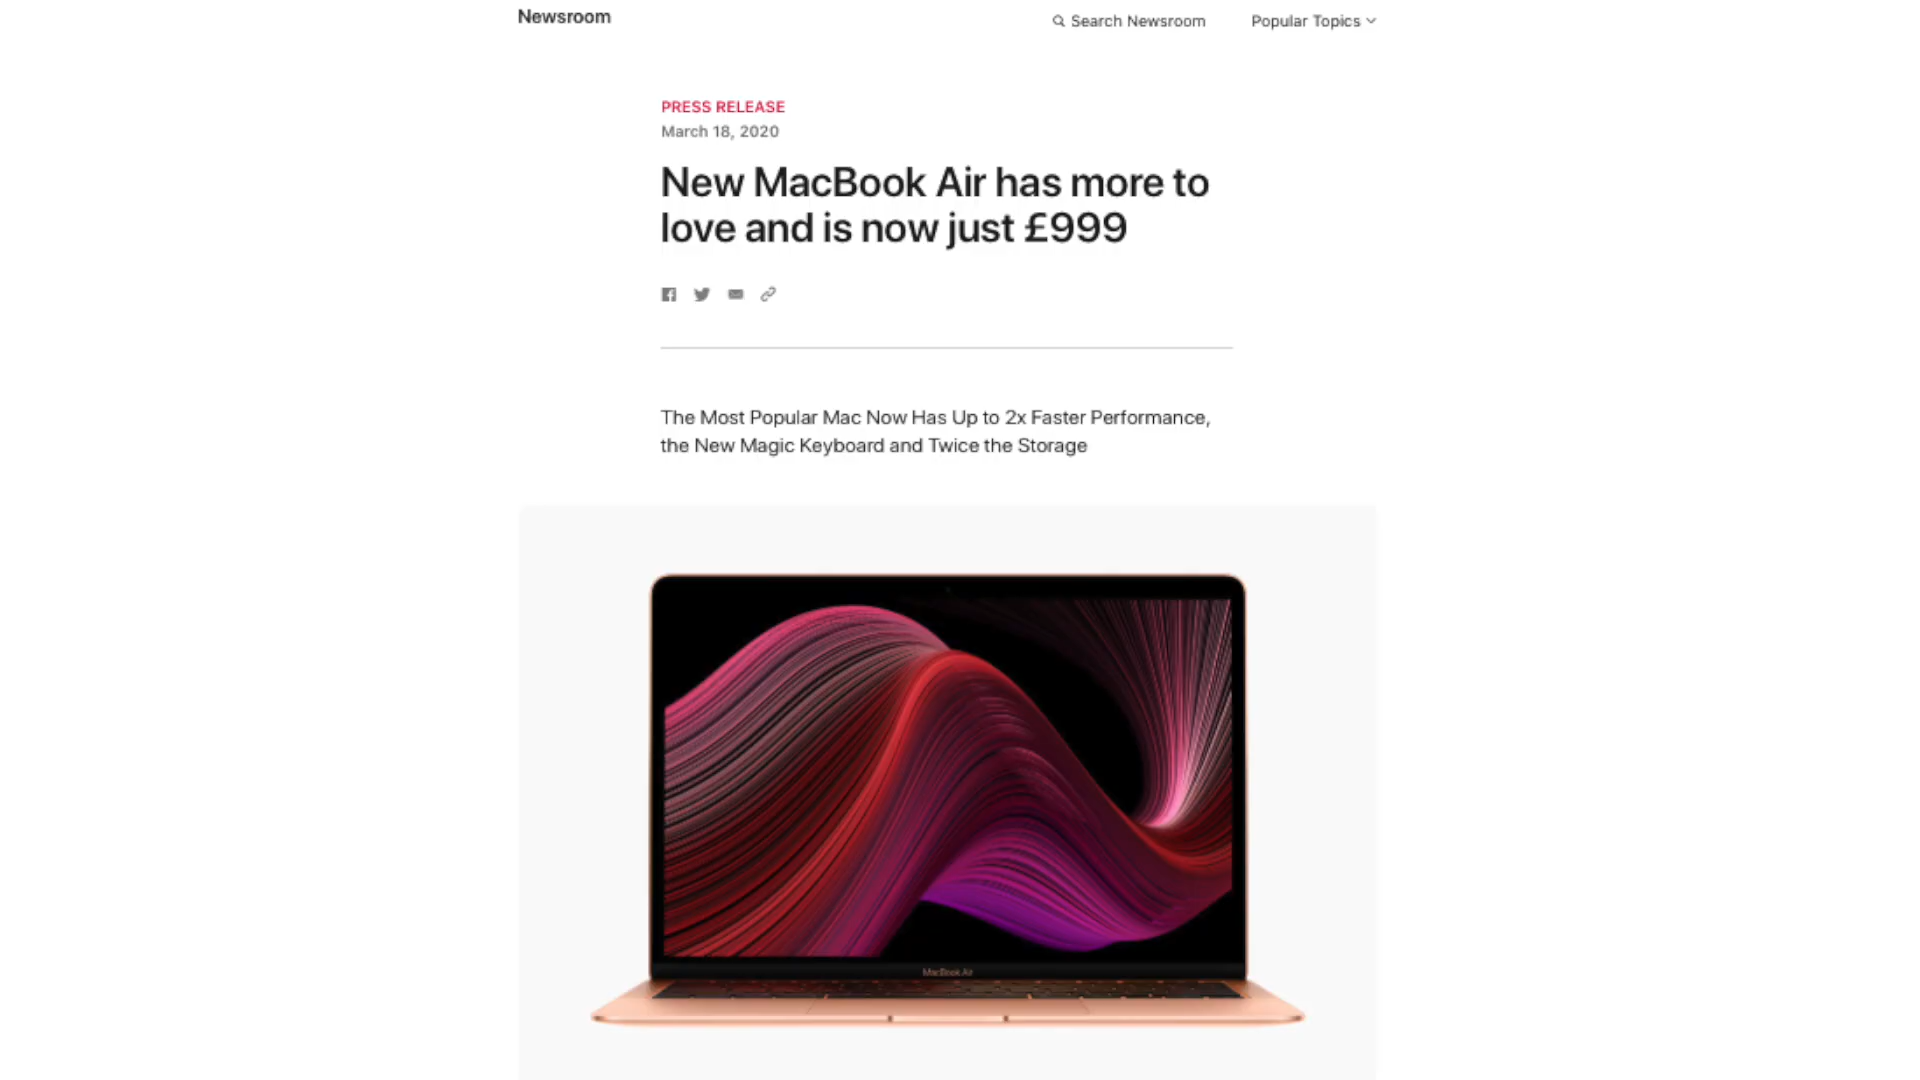 Newsroom
Search Newsroom
Popular Topics
PRESS RELEASE
March 18, 2020
New MacBook Air has more to
love and is now just £999
The Most Popular Mac Now Has Up to 2x Faster Performance,
the New Magic Keyboard and Twice the Storage
MacBook Air